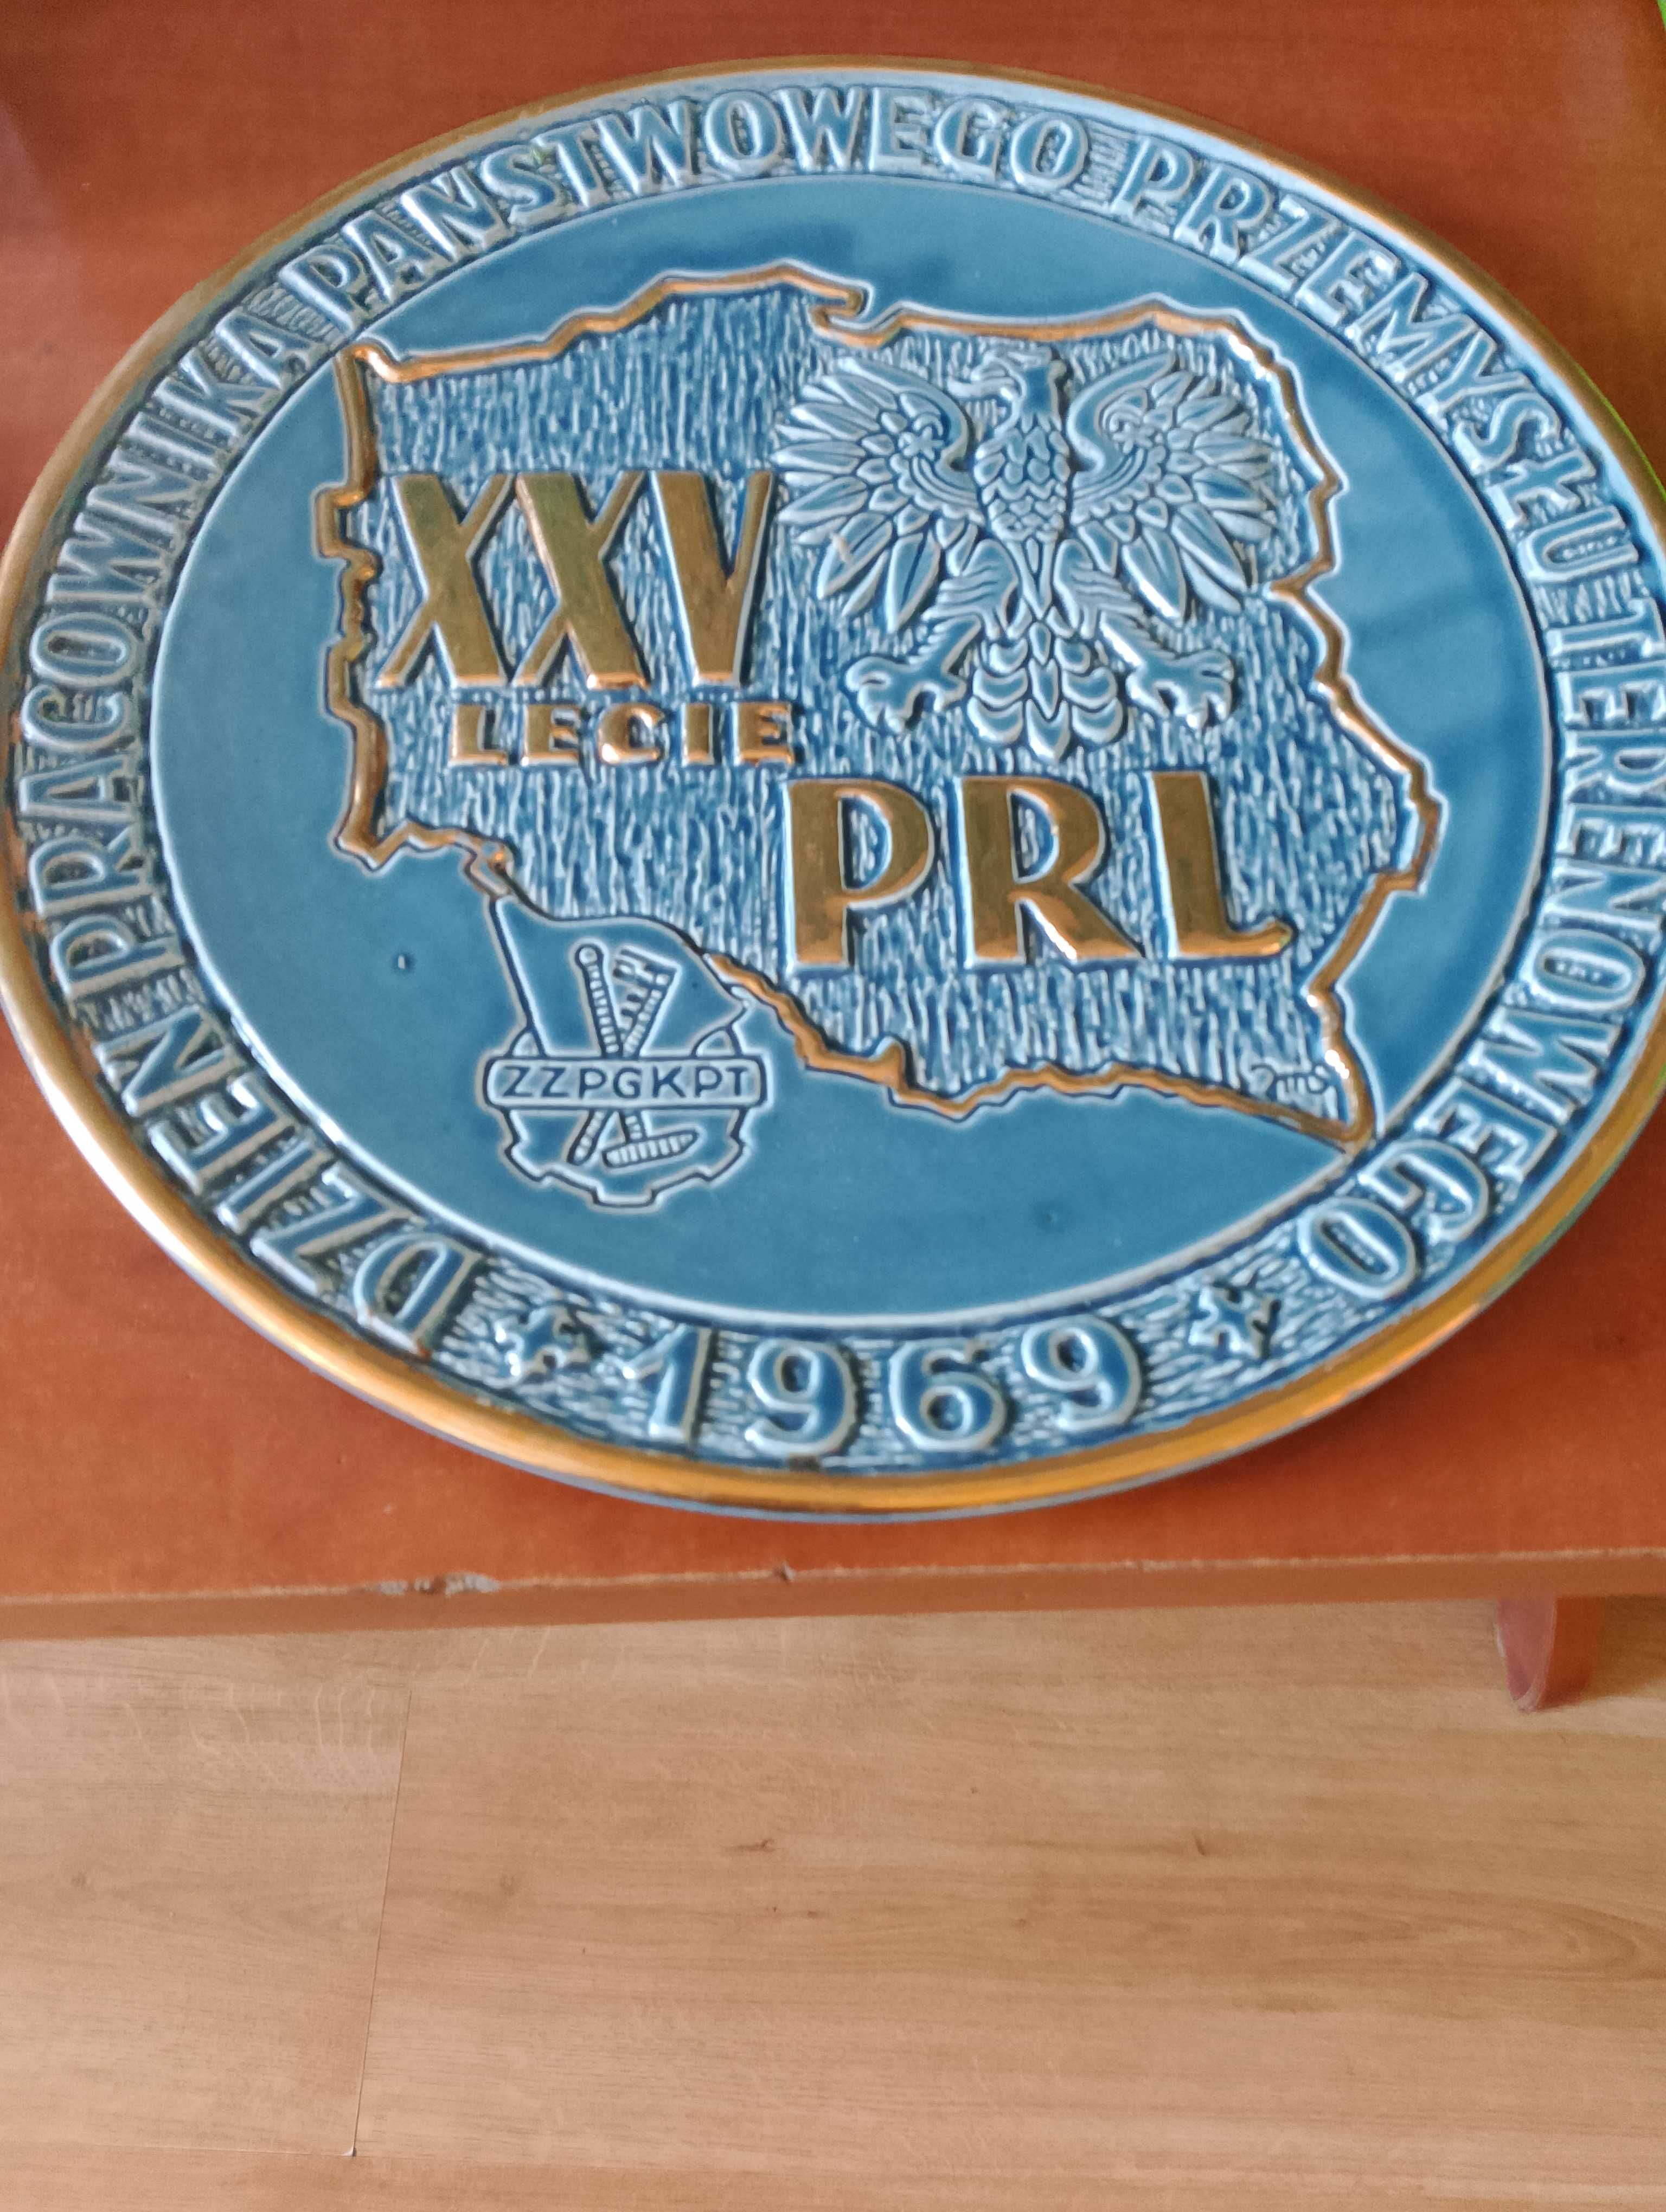 DZIEŃ PRACOWNIKA PAŃSTWOWEGO PRZEMYSŁU TERENOWEGO
XXV
LECIE
PRL
ZZPGKPT
* 1969 *